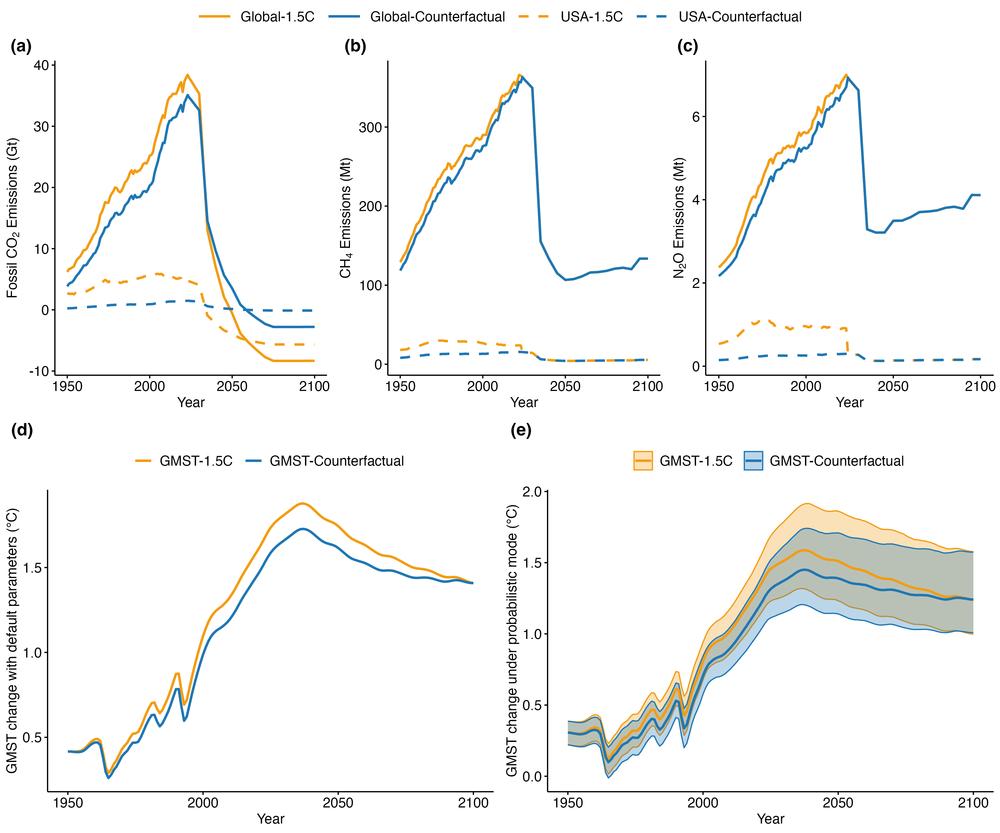 Global-1.5C Global-Counterfactual USA-1.5C USA-Counterfactual
(a)
40
30
20
10
0
-10
Fossil CO₂ Emissions (Gt)
1950 2000 2050 2100
Year
(b)
300
200
100
0
CH₄ Emissions (Mt)
1950 2000 2050 2100
Year
(c)
6
4
2
0
N₂O Emissions (Mt)
1950 2000 2050 2100
Year
(d)
GMST-1.5C GMST-Counterfactual
1.5
1.0
0.5
GMST change with default parameters (°C)
1950 2000 2050 2100
Year
(e)
GMST-1.5C GMST-Counterfactual
2.0
1.5
1.0
0.5
0.0
GMST change under probabilistic mode (°C)
1950 2000 2050 2100
Year